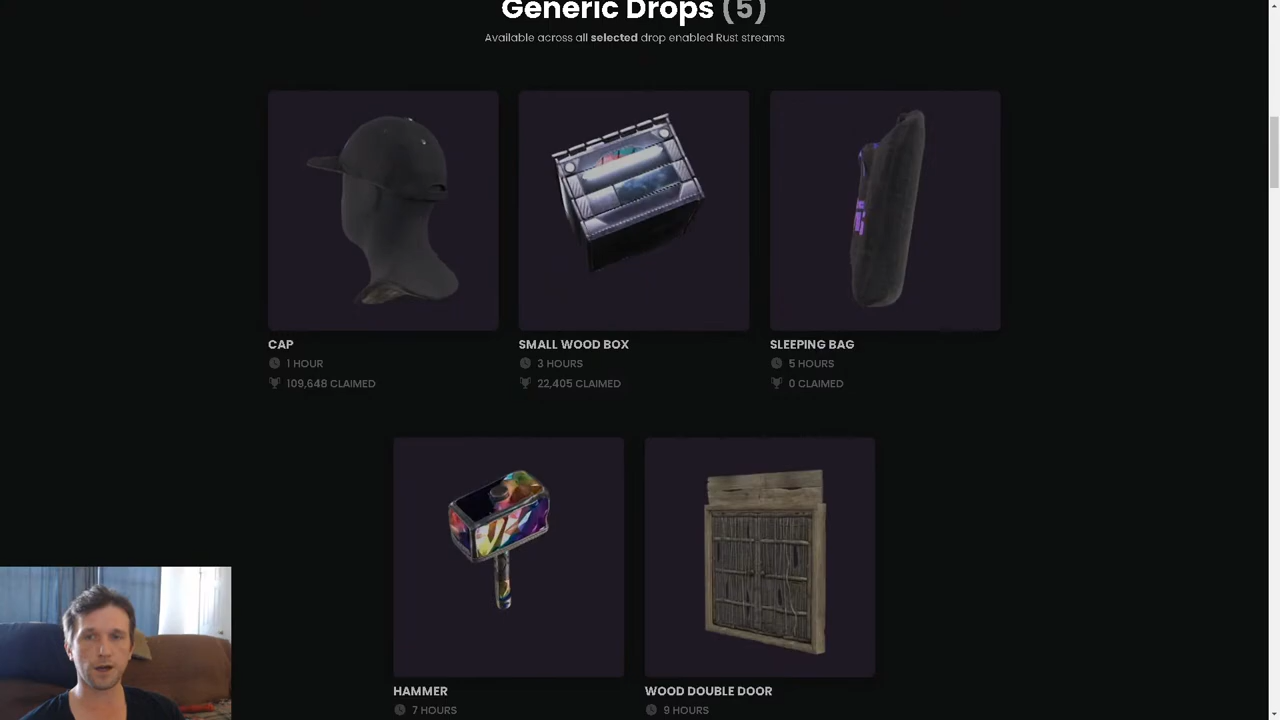 Generic Drops (5)
Available across all selected drop enabled Rust streams
CAP
1 HOUR
109,648 CLAIMED
SMALL WOOD BOX
3 HOURS
22,405 CLAIMED
SLEEPING BAG
5 HOURS
0 CLAIMED
HAMMER
7 HOURS
WOOD DOUBLE DOOR
9 HOURS